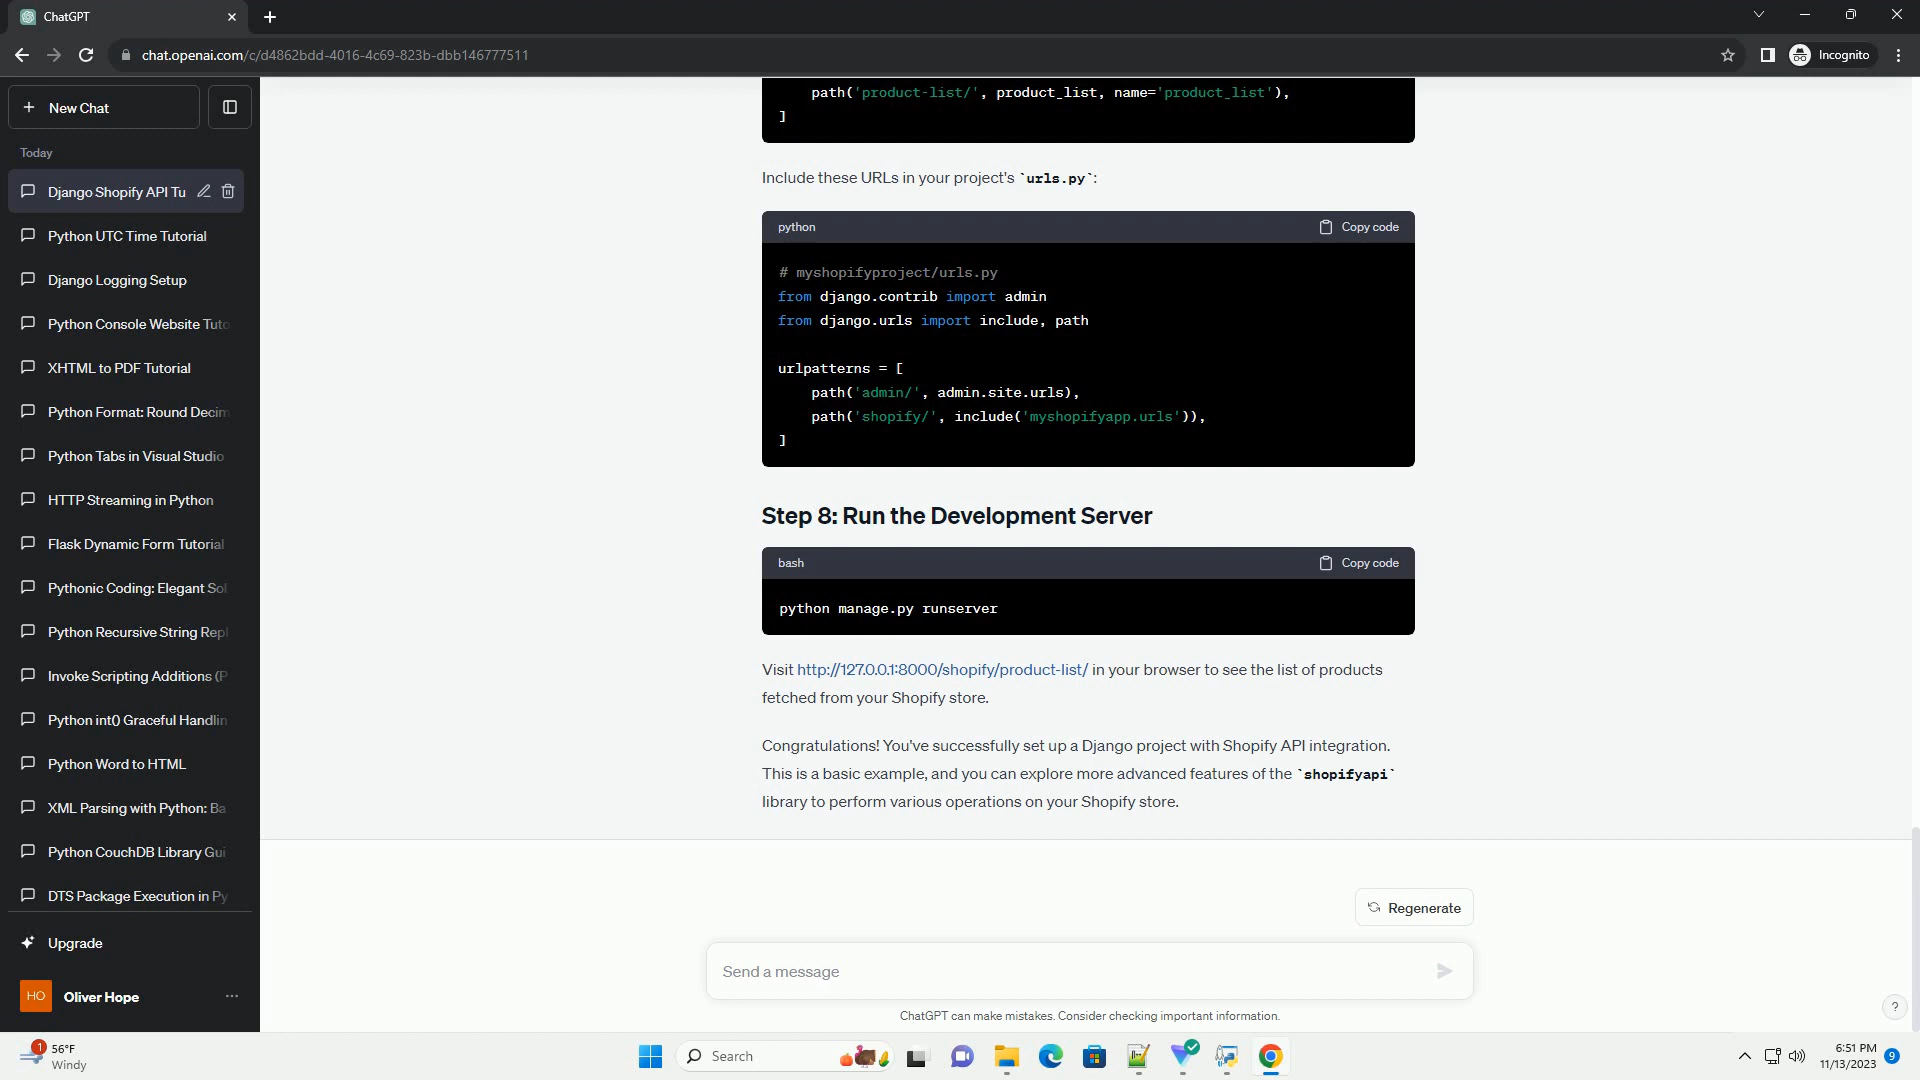 ChatGPT
chat.openai.com/c/d4862bdd-4016-4c69-823b-dbb146777511
Incognito
New Chat
Today
Django Shopify API Tu
Python UTC Time Tutorial
Django Logging Setup
Python Console Website Tuto
XHTML to PDF Tutorial
Python Format: Round Decim
Python Tabs in Visual Studio
HTTP Streaming in Python
Flask Dynamic Form Tutorial
Pythonic Coding: Elegant Sol
Python Recursive String Repl
Invoke Scripting Additions (P
Python int() Graceful Handlin
Python Word to HTML
XML Parsing with Python: Ba
Python CouchDB Library Gui
DTS Package Execution in Py
Upgrade
HO
Oliver Hope
path('product-list/', product_list, name='product_list'),
]
Include these URLs in your project's `urls.py`:
python
Copy code
# myshopifyproject/urls.py
from django.contrib import admin
from django.urls import include, path
urlpatterns = [
path('admin/', admin.site.urls),
path('shopify/', include('myshopifyapp.urls')),
]
Step 8: Run the Development Server
bash
Copy code
python manage.py runserver
Visit http://127.0.0.1:8000/shopify/product-list/ in your browser to see the list of products
fetched from your Shopify store.
Congratulations! You've successfully set up a Django project with Shopify API integration.
This is a basic example, and you can explore more advanced features of the `shopifyapi`
library to perform various operations on your Shopify store.
Regenerate
Send a message
ChatGPT can make mistakes. Consider checking important information.
?
1
56°F
Windy
Search
6:51 PM
11/13/2023
9